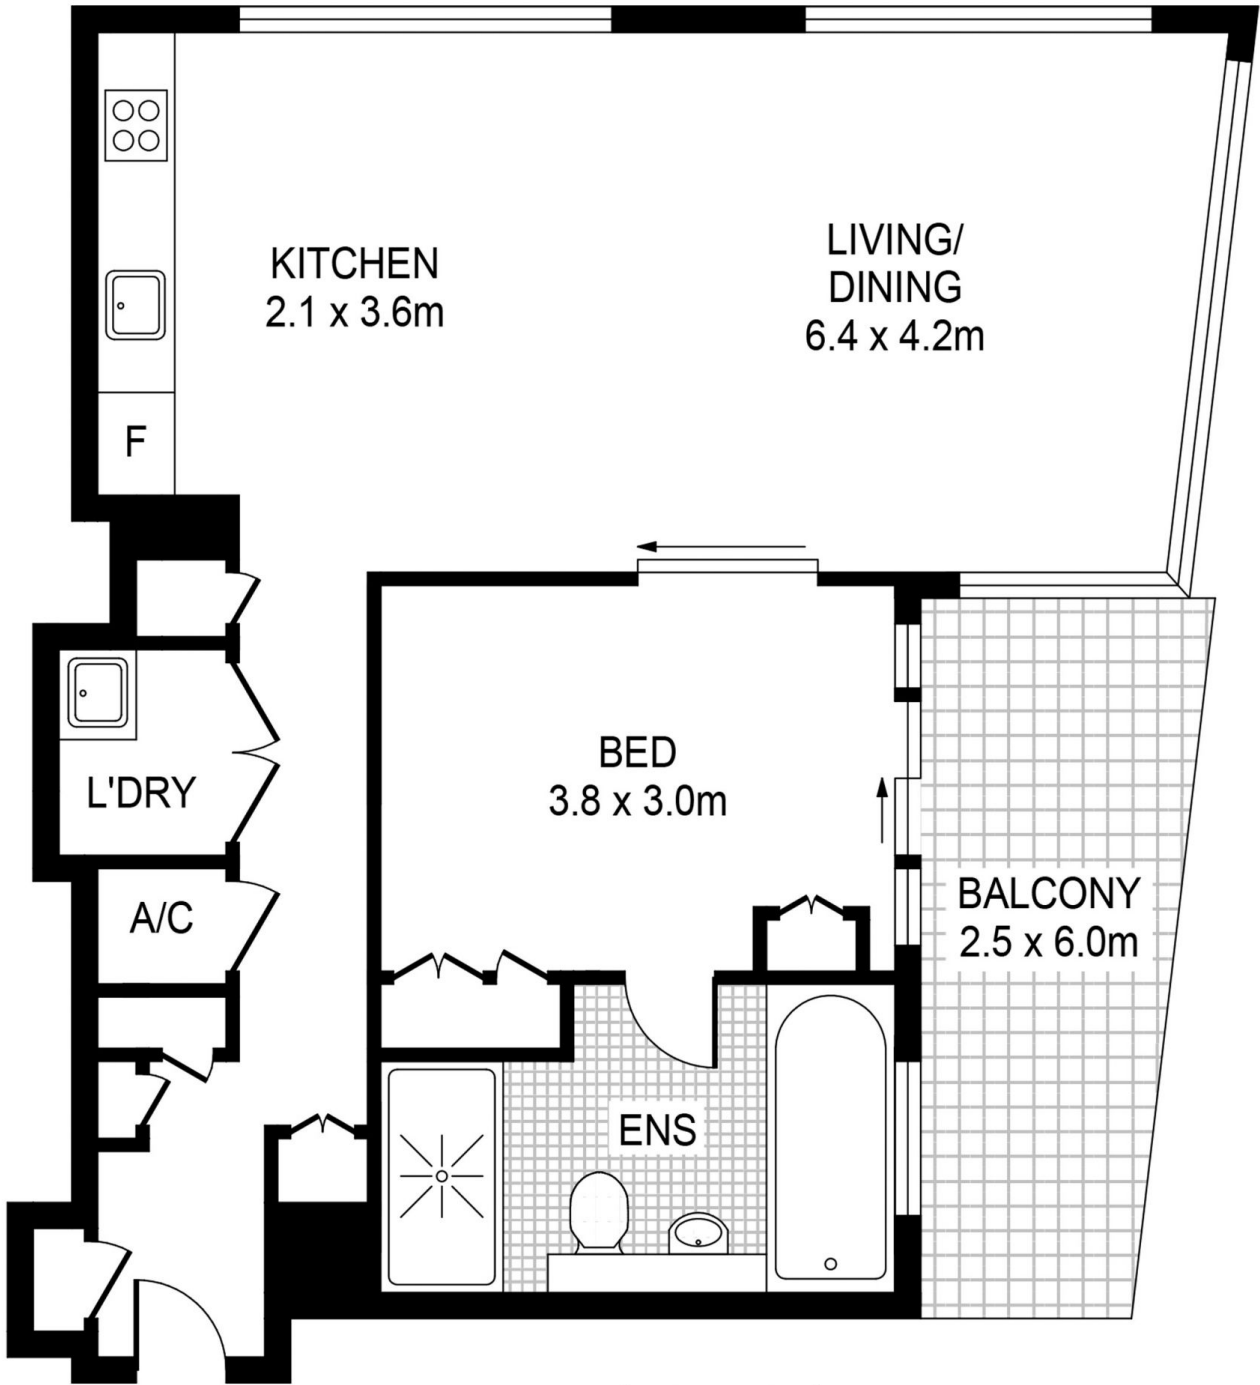 KITCHEN
2.1 x 3.6m
LIVING/
DINING
6.4 x 4.2m
F
BED
3.8 x 3.0m
L'DRY
A/C
BALCONY
2.5 x 6.0m
ENS